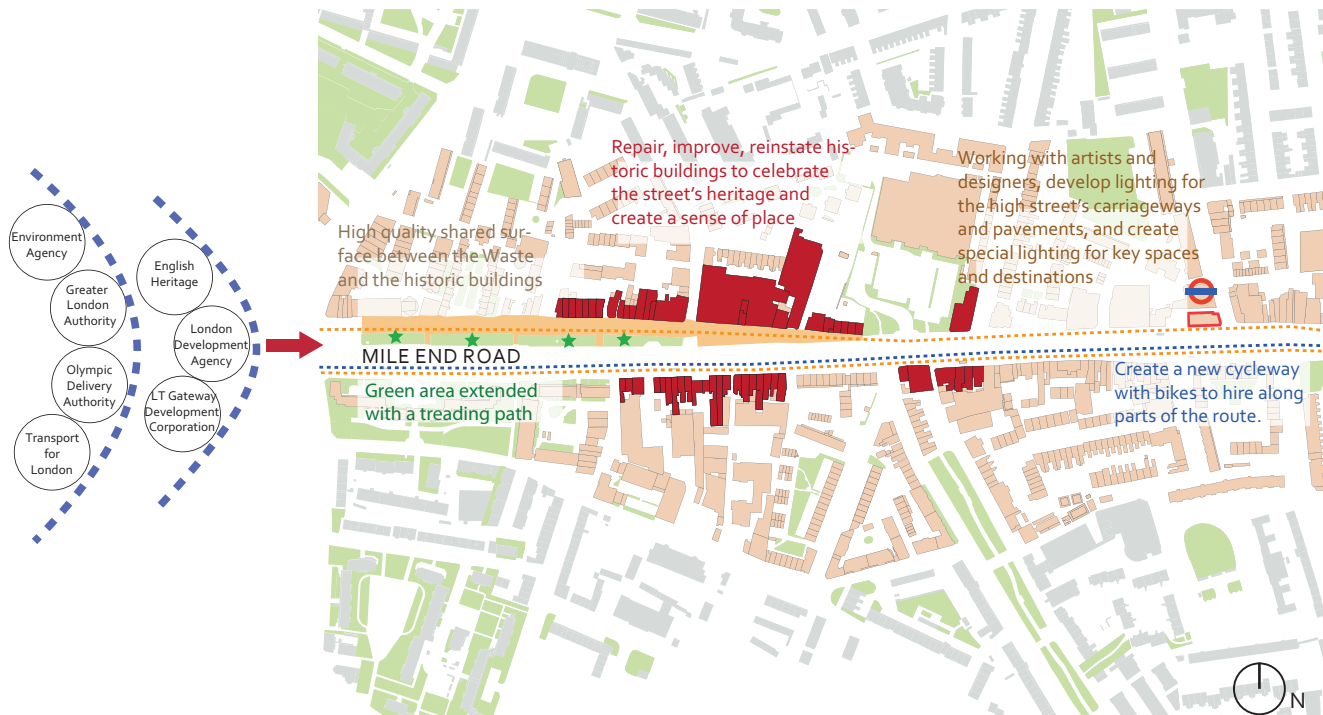 Environment
Agency
Greater
London
Authority
Olympic
Delivery
Authority
Transport
for
London
English
Heritage
London
Development
Agency
LT Gateway
Development
Corporation
High quality shared sur-
face between the Waste
and the historic buildings
Repair, improve, reinstate his-
toric buildings to celebrate
the street's heritage and
create a sense of place
Working with artists and
designers, develop lighting for
the high street's carriageways
and pavements, and create
special lighting for key spaces
and destinations
MILE END ROAD
Green area extended
with a treading path
Create a new cycleway
with bikes to hire along
parts of the route.
N